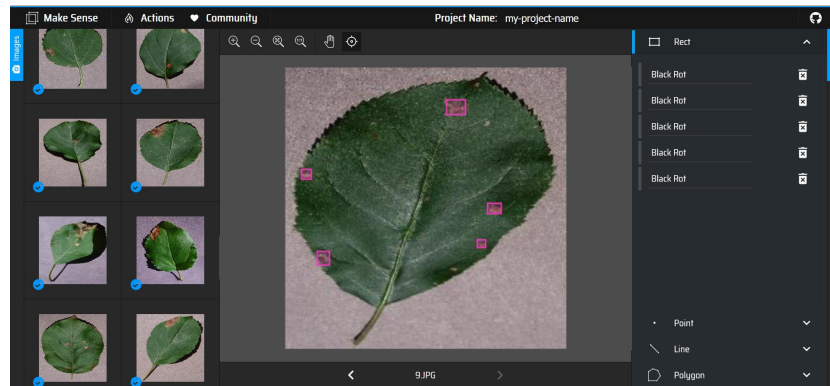 Make Sense Actions Community Project Name: my-project-name
Images
Rect
Black Rot
Black Rot
Black Rot
Black Rot
Black Rot
Point
Line
Polygon
9.JPG